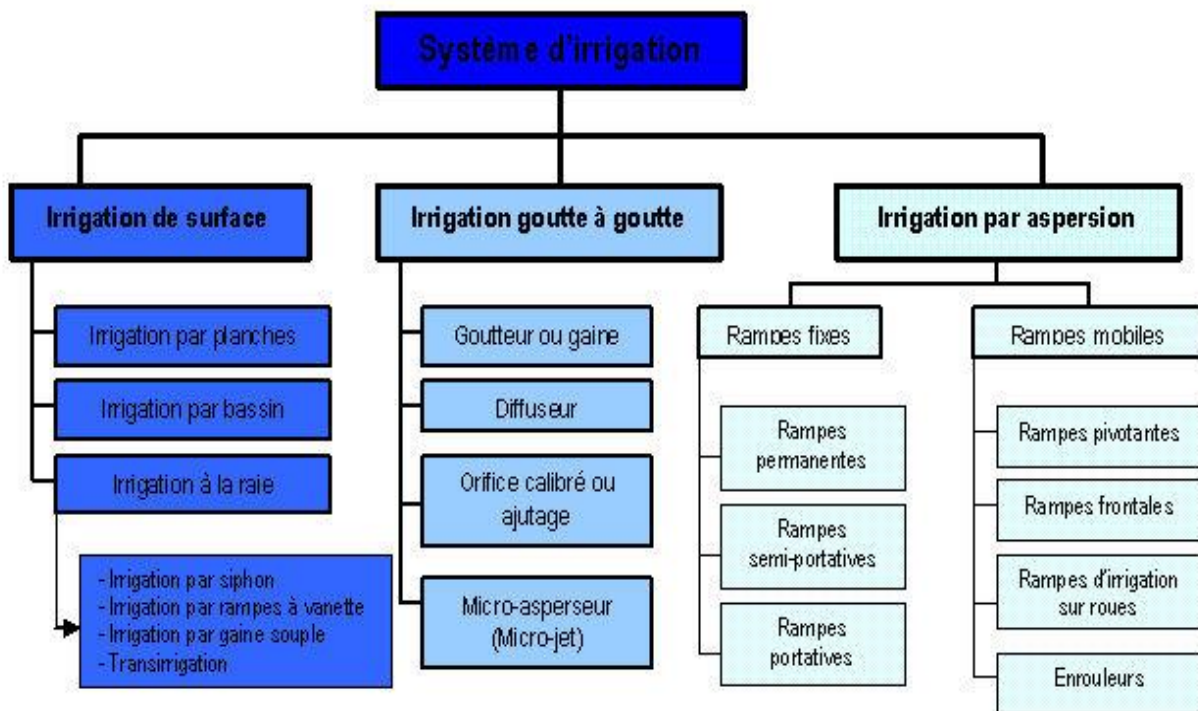 Système d'irrigation
Irrigation de surface
Irrigation par planches
Irrigation par bassin
Irrigation à la raie
- Irrigation par siphon
- Irrigation par rampes à vanette
- Irrigation par gaine souple
- Transirrigation
Irrigation goutte à goutte
Goutteur ou gaine
Diffuseur
Orifice calibré ou
ajutage
Micro-asperseur
(Micro-jet)
Irrigation par aspersion
Rampes fixes
Rampes
permanentes
Rampes
semi-portatives
Rampes
portatives
Rampes mobiles
Rampes pivotantes
Rampes frontales
Rampes d'irrigation
sur roues
Enrouleurs